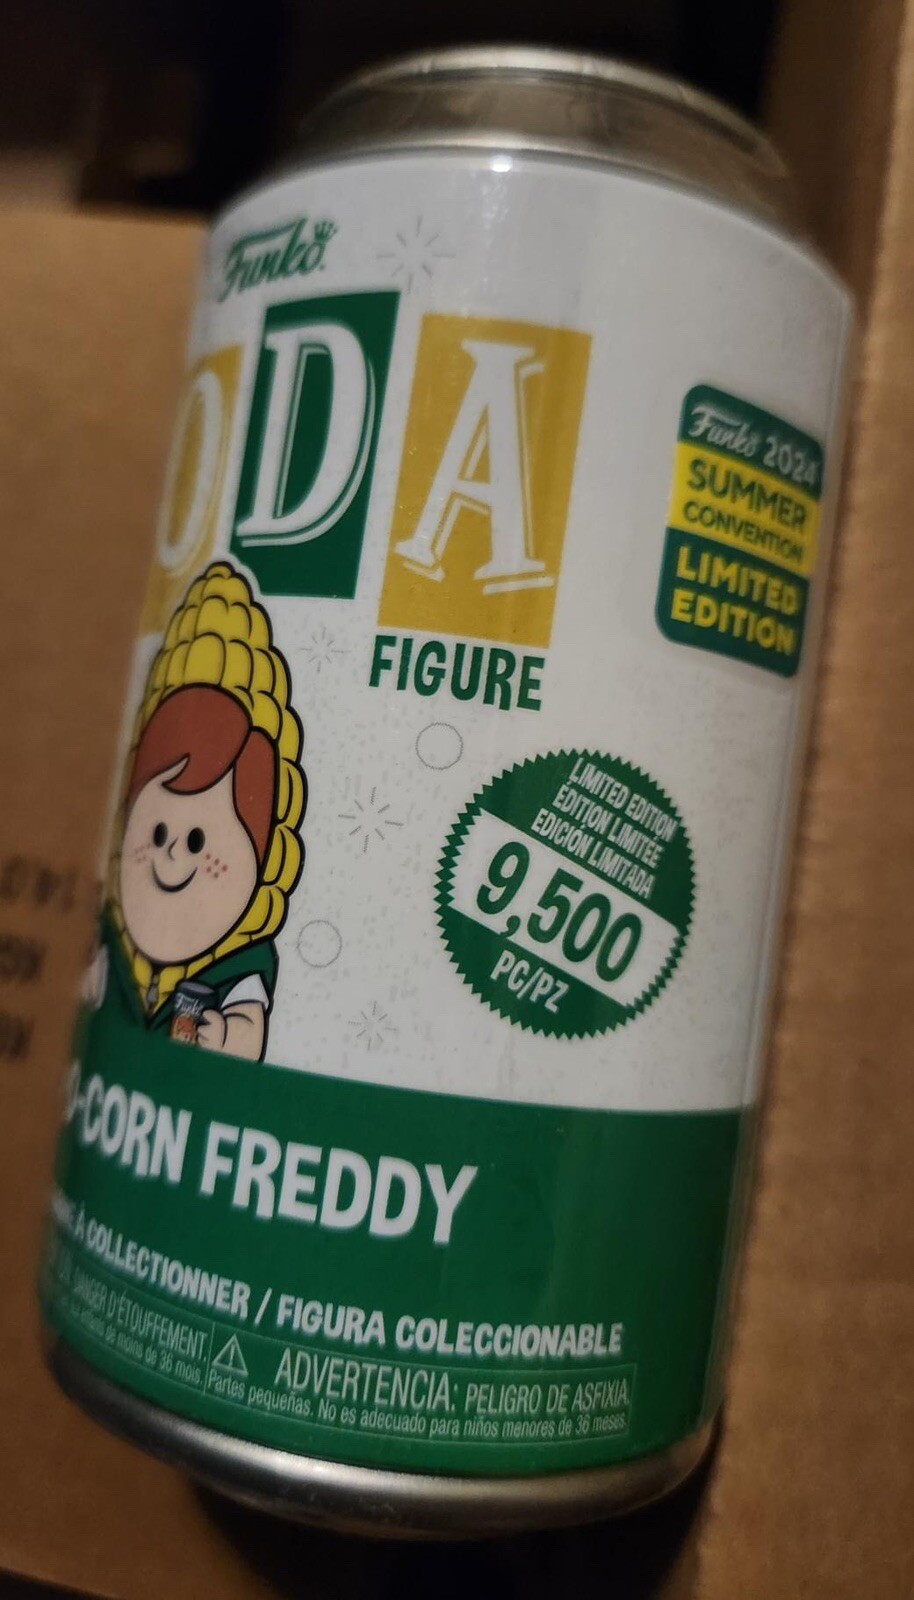 Funko
ODA
FIGURE
Funko 2024
SUMMER
CONVENTION
LIMITED
EDITION
LIMITED EDITION
ÉDITION LIMITÉE
EDICIÓN LIMITADA
9,500
PC/PZ
Funko
-CORN FREDDY
À COLLECTIONNER / FIGURA COLECCIONABLE
DANGER D'ÉTOUFFEMENT.
de moins de 36 mois.
ADVERTENCIA: PELIGRO DE ASFIXIA.
Partes pequeñas. No es adecuado para niños menores de 36 meses.